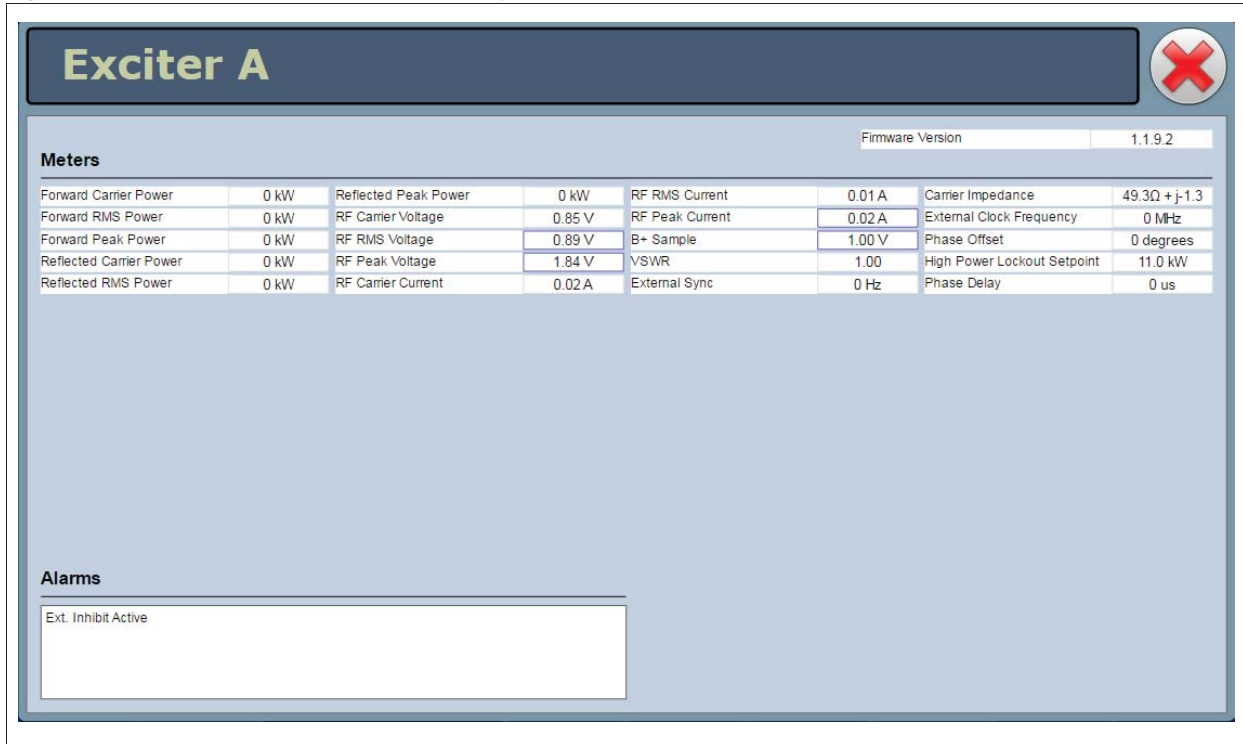 Exciter A
Firmware Version 1.1.9.2
Meters
Forward Carrier Power 0 kW Reflected Peak Power 0 kW RF RMS Current 0.01 A Carrier Impedance 49.3Ω + j-1.3
Forward RMS Power 0 kW RF Carrier Voltage 0.85 V RF Peak Current 0.02 A External Clock Frequency 0 MHz
Forward Peak Power 0 kW RF RMS Voltage 0.89 V B+ Sample 1.00 V Phase Offset 0 degrees
Reflected Carrier Power 0 kW RF Peak Voltage 1.84 V VSWR 1.00 High Power Lockout Setpoint 11.0 kW
Reflected RMS Power 0 kW RF Carrier Current 0.02 A External Sync 0 Hz Phase Delay 0 us
Alarms
Ext. Inhibit Active